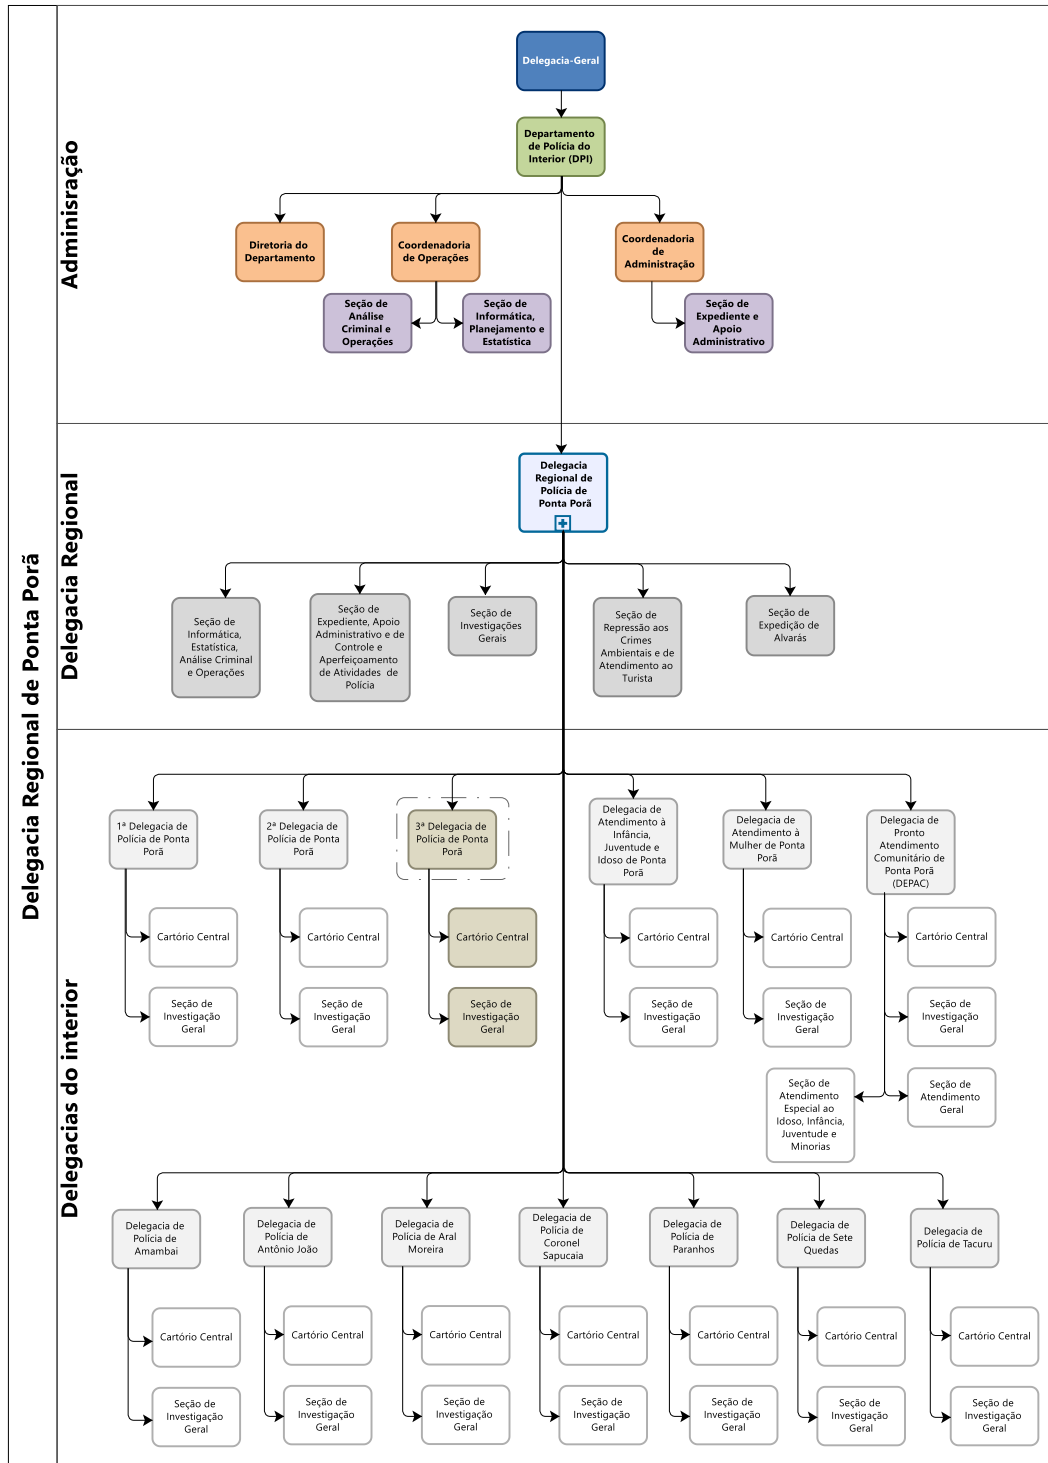 Delegacia Regional de Ponta Porã
Adminisração
Delegacia-Geral
Departamento
de Polícia do
Interior (DPI)
Diretoria do
Departamento
Coordenadoria
de Operações
Coordenadoria
de
Administração
Seção de
Análise
Criminal e
Operações
Seção de
Informática,
Planejamento e
Estatística
Seção de
Expediente e
Apoio
Administrativo
Delegacia Regional
Delegacia
Regional de
Polícia de
Ponta Porã
Seção de
Informática,
Estatística,
Análise Criminal
e Operações
Seção de
Expediente, Apoio
Administrativo e de
Controle e
Aperfeiçoamento
de Atividades de
Polícia
Seção de
Investigações
Gerais
Seção de
Repressão aos
Crimes
Ambientais e de
Atendimento ao
Turista
Seção de
Expedição de
Alvarás
Delegacias do interior
1ª Delegacia de
Polícia de Ponta
Porã
2ª Delegacia de
Polícia de Ponta
Porã
3ª Delegacia de
Polícia de Ponta
Porã
Delegacia de
Atendimento à
Infância,
Juventude e
Idoso de Ponta
Porã
Delegacia de
Atendimento à
Mulher de Ponta
Porã
Delegacia de
Pronto
Atendimento
Comunitário de
Ponta Porã
(DEPAC)
Cartório Central
Cartório Central
Cartório Central
Cartório Central
Cartório Central
Cartório Central
Seção de
Investigação
Geral
Seção de
Investigação
Geral
Seção de
Investigação
Geral
Seção de
Investigação
Geral
Seção de
Investigação
Geral
Seção de
Investigação
Geral
Seção de
Atendimento
Especial ao
Idoso, Infância,
Juventude e
Minorias
Seção de
Atendimento
Geral
Delegacia de
Polícia de
Amambai
Delegacia de
Polícia de
Antônio João
Delegacia de
Polícia de Aral
Moreira
Delegacia de
Polícia de
Coronel
Sapucaia
Delegacia de
Polícia de
Paranhos
Delegacia de
Polícia de Sete
Quedas
Delegacia de
Polícia de Tacuru
Cartório Central
Cartório Central
Cartório Central
Cartório Central
Cartório Central
Cartório Central
Cartório Central
Seção de
Investigação
Geral
Seção de
Investigação
Geral
Seção de
Investigação
Geral
Seção de
Investigação
Geral
Seção de
Investigação
Geral
Seção de
Investigação
Geral
Seção de
Investigação
Geral